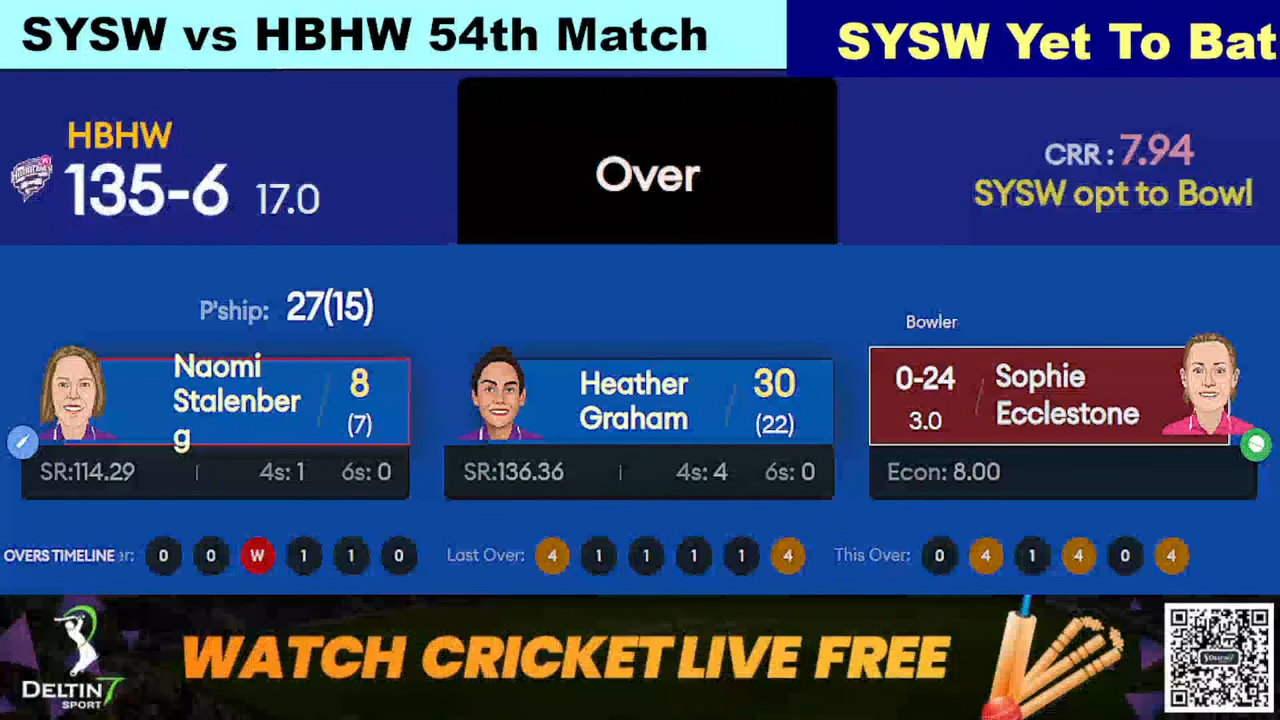 SYSW vs HBHW 54th Match
SYSW Yet To Bat
HBHW
135-6 17.0
Over
CRR : 7.94
SYSW opt to Bowl
P'ship: 27(15)
Naomi
Stalenber
g
8
(7)
SR:114.29 | 4s: 1 6s: 0
Heather
Graham
30
(22)
SR:136.36 | 4s: 4 6s: 0
Bowler
0-24
3.0
Sophie
Ecclestone
Econ: 8.00
OVERS TIMELINE er: 0 0 W 1 1 0
Last Over: 4 1 1 1 1 4
This Over: 0 4 1 4 0 4
DELTIN7
SPORT
WATCH CRICKET LIVE FREE